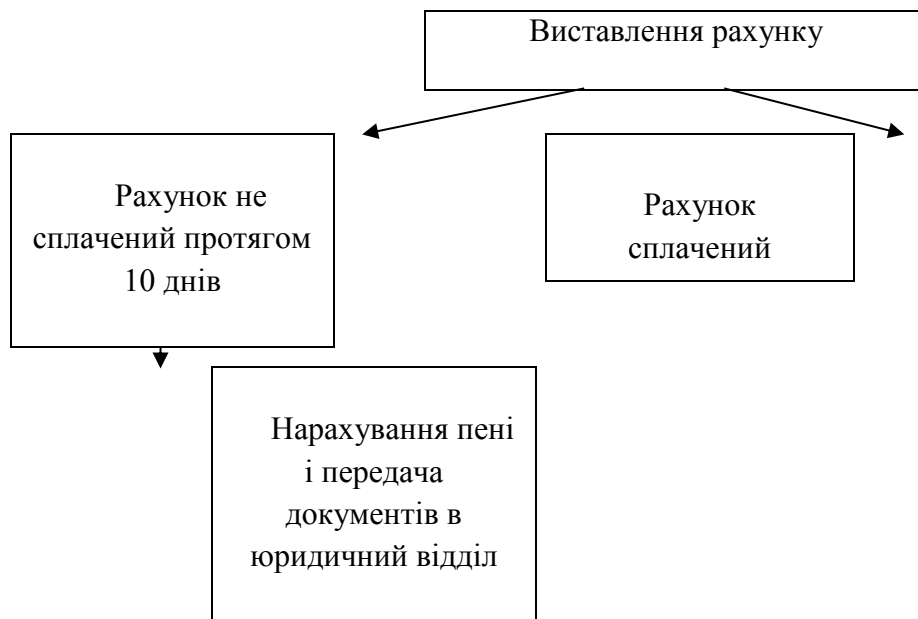 Виставлення рахунку
Рахунок не
сплачений протягом
10 днів
Рахунок
сплачений
Нарахування пені
і передача
документів в
юридичний відділ